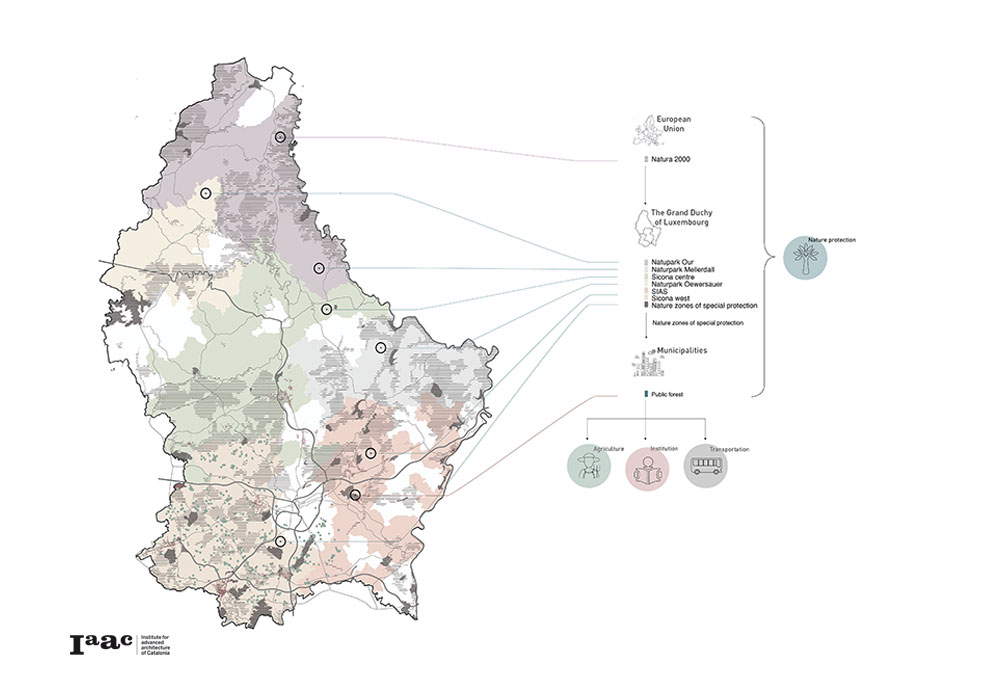 European
Union
Natura 2000
The Grand Duchy
of Luxembourg
Natupark Our
Naturpark Mellerdall
Sicona centre
Naturpark Oewersauer
SIAS
Sicona west
Nature zones of special protection
Nature zones of special protection
Municipalities
Public forest
Agriculture
Institution
Transportation
Nature protection
Iaac
Institute for
advanced
architecture
of Catalonia